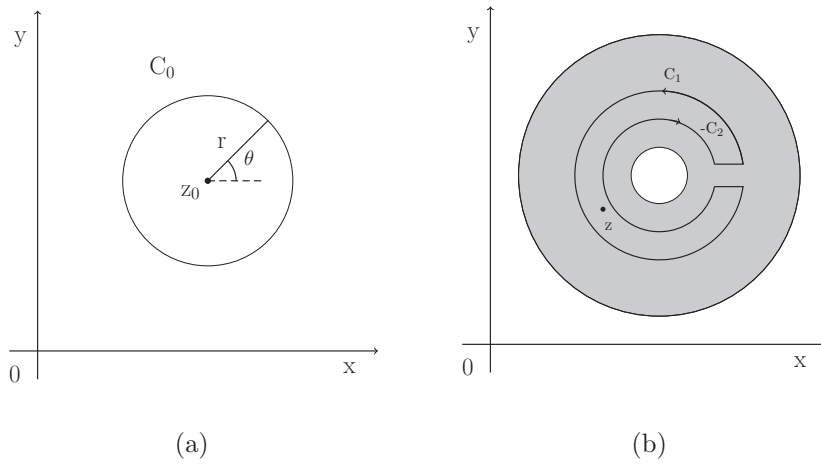 y
C₀
r
θ
z₀
0
x
(a)
y
C₁
-C₂
z
0
x
(b)